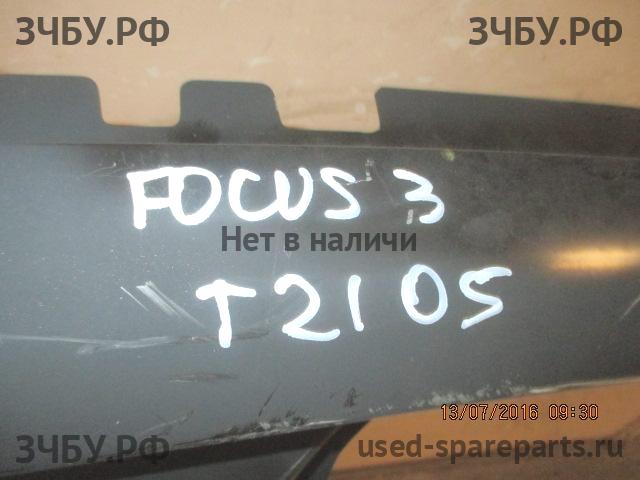 ЗЧБУ.РФ ЗЧБУ.РФ
FOCUS 3
Нет в наличи
T2105
13/07/2016 09:30
ЗЧБУ.РФ used-spareparts.ru